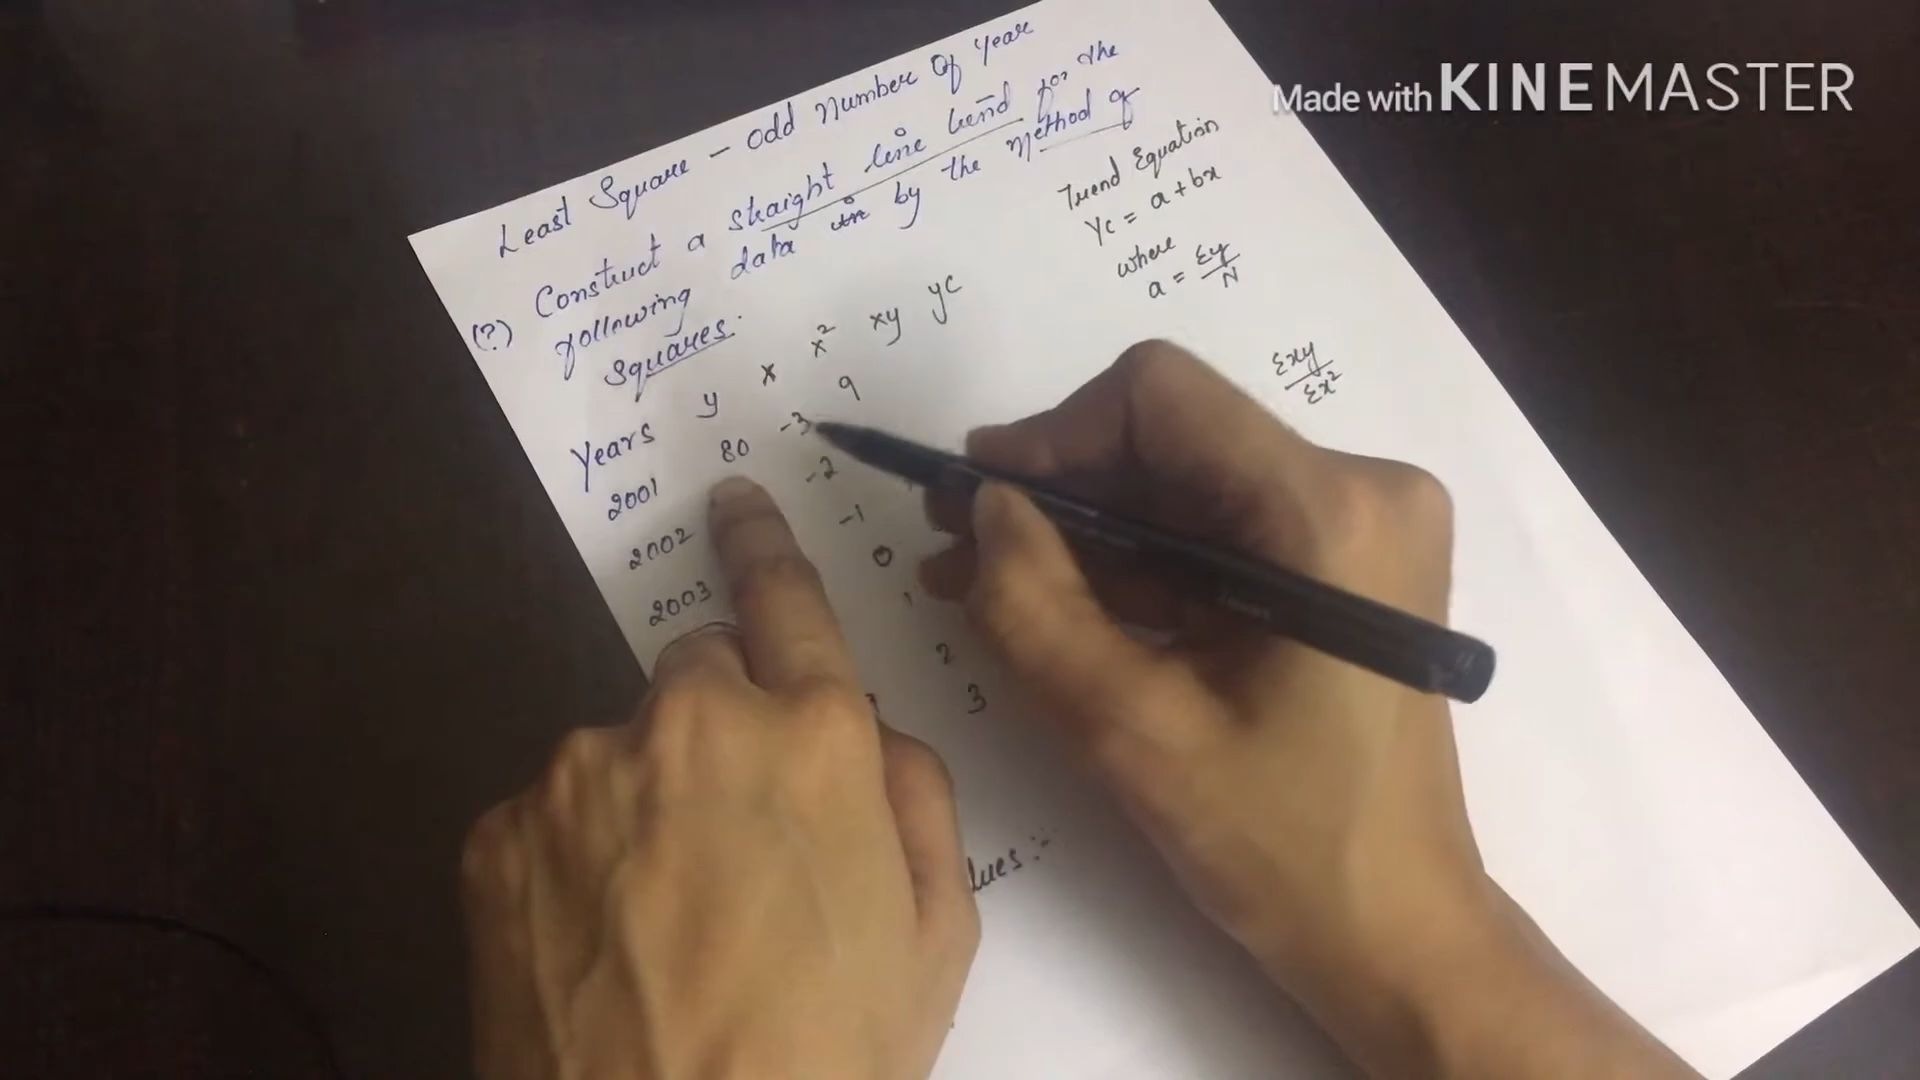 Made with KINEMASTER
Least Square - Odd Number Of Year
(?) Construct a straight line trend for the
following data by the Method of
Squares.
Trend Equation
Yc = a + bx
where
a = Σy/N
Σxy/Σx²
Years y x x² xy yc
2001 80 -3 9
2002 -2
2003 -1
0
1
2
3
lues :-